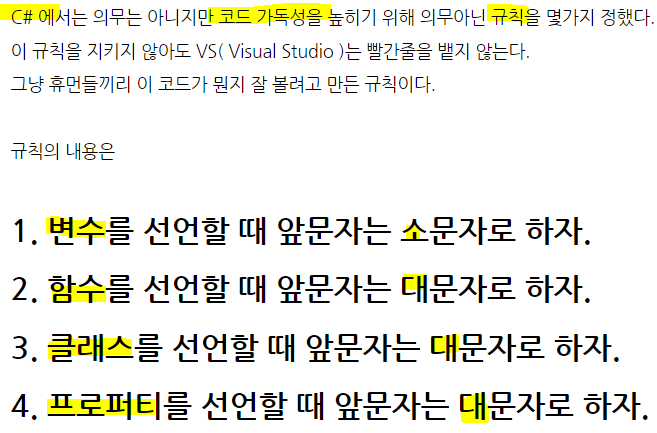 C# 에서는 의무는 아니지만 코드 가독성을 높히기 위해 의무아닌 규칙을 몇가지 정했다.
이 규칙을 지키지 않아도 VS( Visual Studio )는 빨간줄을 뱉지 않는다.
그냥 휴먼들끼리 이 코드가 뭔지 잘 볼려고 만든 규칙이다.
규칙의 내용은
1. 변수를 선언할 때 앞문자는 소문자로 하자.
2. 함수를 선언할 때 앞문자는 대문자로 하자.
3. 클래스를 선언할 때 앞문자는 대문자로 하자.
4. 프로퍼티를 선언할 때 앞문자는 대문자로 하자.